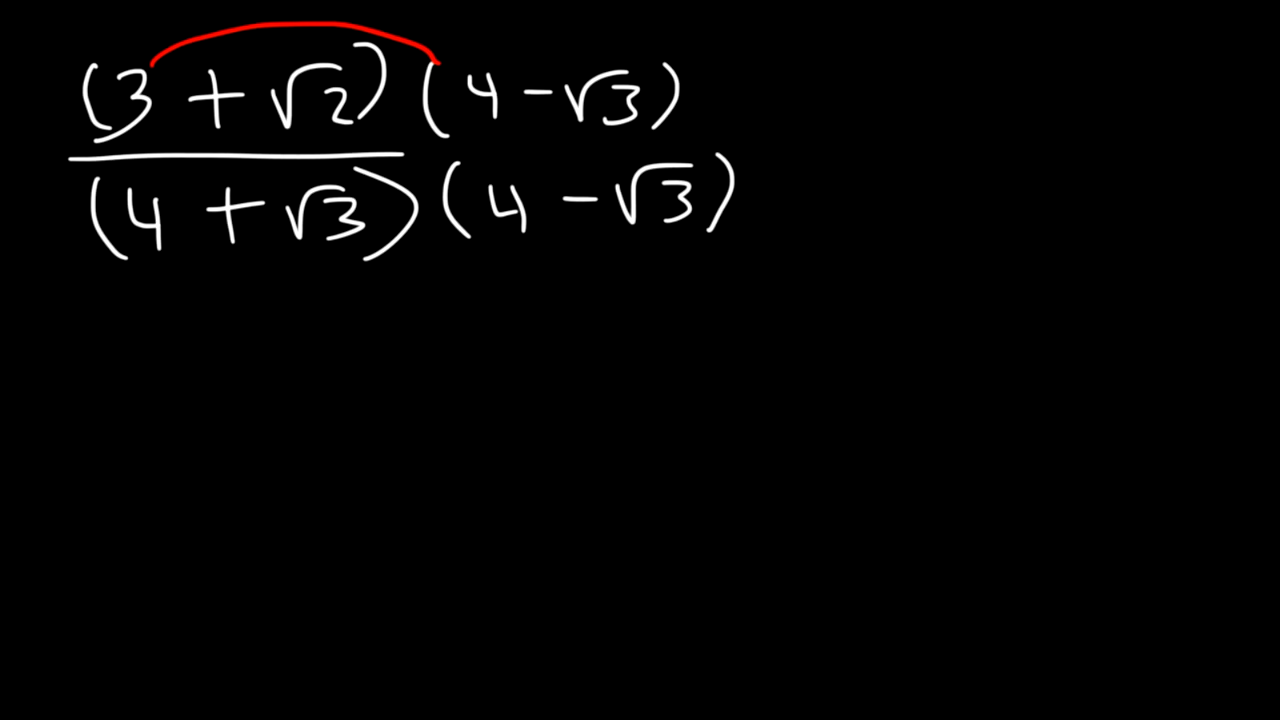 (3 + √2) (4 - √3)
(4 + √3) (4 - √3)